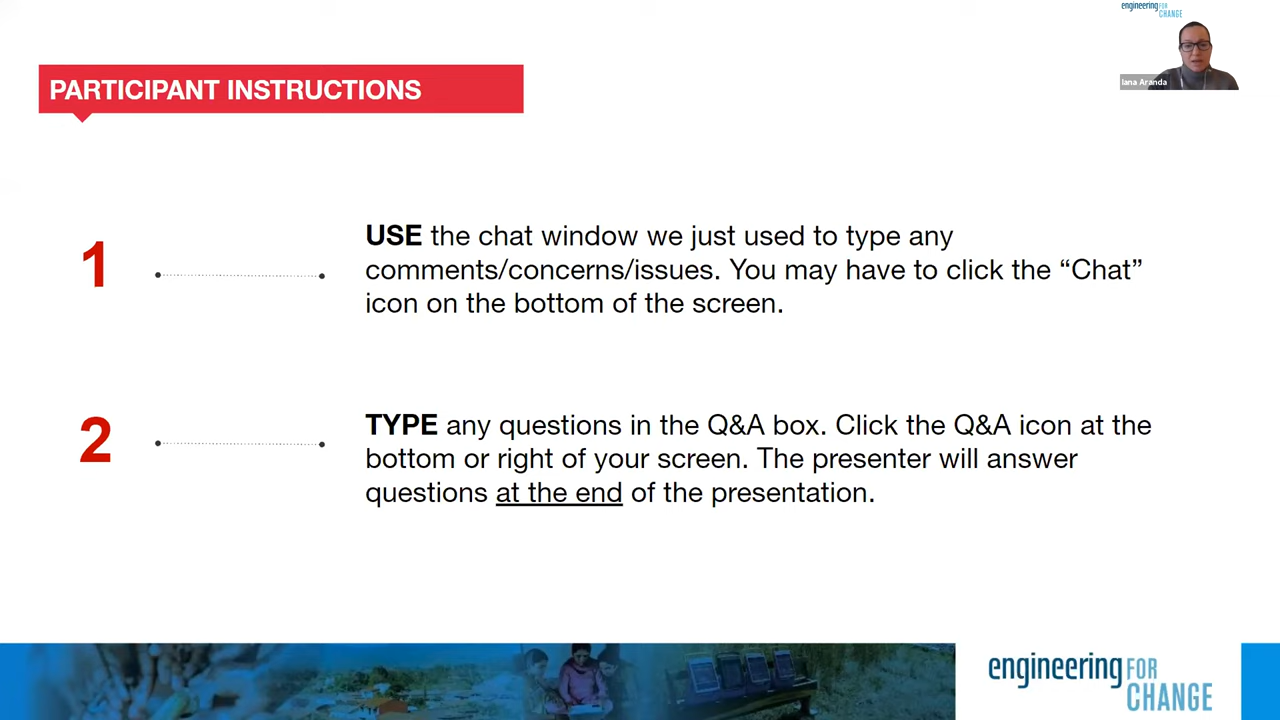 engineering FOR
CHANGE
Iana Aranda
PARTICIPANT INSTRUCTIONS
1
USE the chat window we just used to type any
comments/concerns/issues. You may have to click the “Chat”
icon on the bottom of the screen.
2
TYPE any questions in the Q&A box. Click the Q&A icon at the
bottom or right of your screen. The presenter will answer
questions at the end of the presentation.
engineering FOR
CHANGE